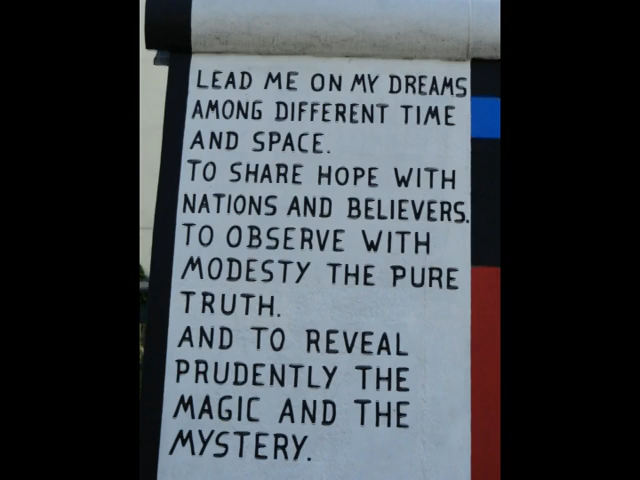 LEAD ME ON MY DREAMS
AMONG DIFFERENT TIME
AND SPACE.
TO SHARE HOPE WITH
NATIONS AND BELIEVERS.
TO OBSERVE WITH
MODESTY THE PURE
TRUTH.
AND TO REVEAL
PRUDENTLY THE
MAGIC AND THE
MYSTERY.